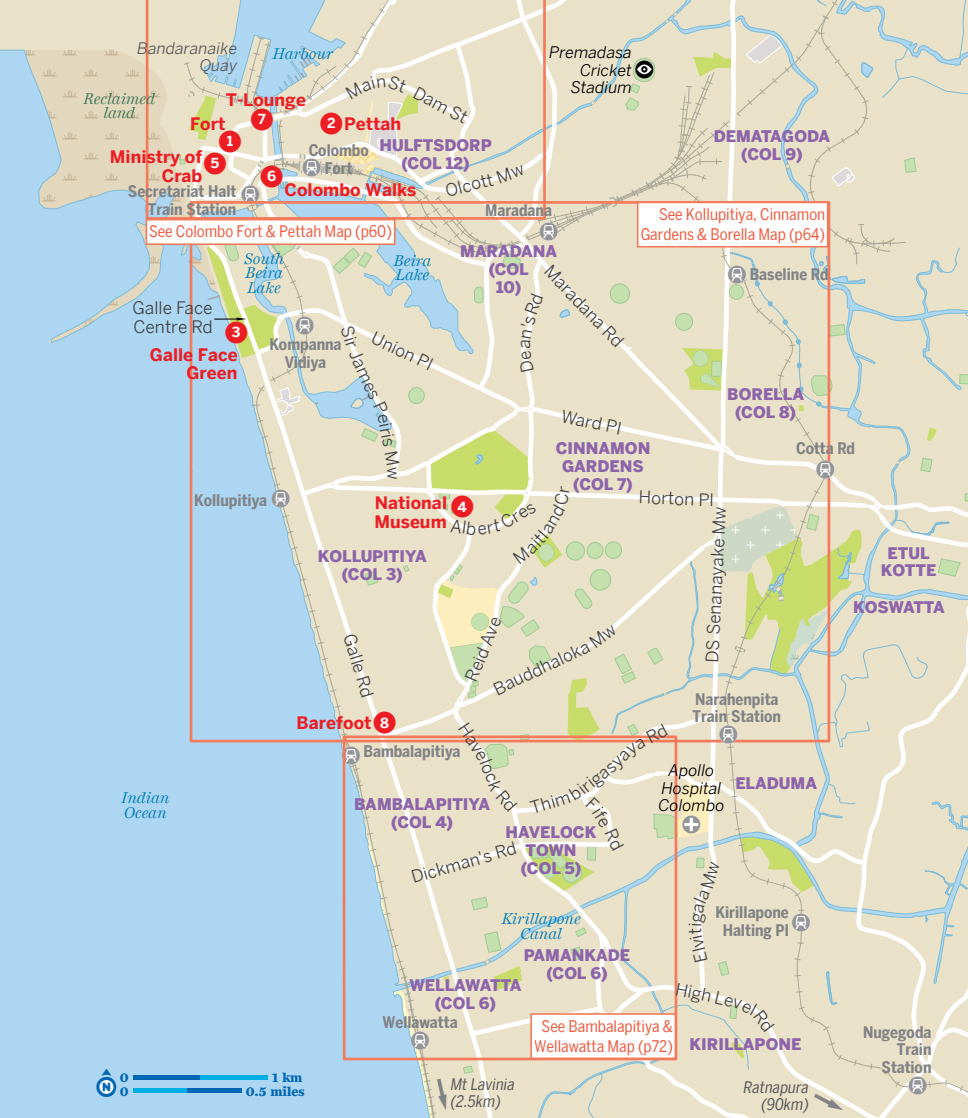 Bandaranaike
Quay
Harbour
Premadasa
Cricket
Stadium
Reclaimed
land
Main St
Dam St
T-Lounge
7
Fort
1
2 Pettah
HULFTSDORP
(COL 12)
DEMATAGODA
(COL 9)
Ministry of
Crab
5
Colombo
Fort
6
Colombo Walks
Olcott Mw
Secretariat Halt
Train Station
Maradana
See Colombo Fort & Pettah Map (p60)
See Kollupitiya, Cinnamon
Gardens & Borella Map (p64)
South
Beira
Lake
Beira
Lake
MARADANA
(COL
10)
Baseline Rd
Maradana Rd
Dean's Rd
Galle Face
Centre Rd
3
Galle Face
Green
Kompanna
Vidiya
Union Pl
Sir James Peiris Mw
BORELLA
(COL 8)
Ward Pl
CINNAMON
GARDENS
(COL 7)
Cotta Rd
Kollupitiya
National
Museum
4
Horton Pl
Albert Cres
Maitland Cr
KOLLUPITIYA
(COL 3)
DS Senanayake Mw
ETUL
KOTTE
KOSWATTA
Galle Rd
Reid Ave
Bauddhaloka Mw
Narahenpita
Train Station
Barefoot 8
Bambalapitiya
Havelock Rd
Thimbirigasyaya Rd
Apollo
Hospital
Colombo
ELADUMA
Indian
Ocean
BAMBALAPITIYA
(COL 4)
Fife Rd
HAVELOCK
TOWN
(COL 5)
Dickman's Rd
Elvitigala Mw
Kirillapone
Canal
Kirillapone
Halting Pl
PAMANKADE
(COL 6)
WELLAWATTA
(COL 6)
High Level Rd
Wellawatta
See Bambalapitiya &
Wellawatta Map (p72)
KIRILLAPONE
Nugegoda
Train
Station
N
0 1 km
0 0.5 miles
Mt Lavinia
(2.5km)
Ratnapura
(90km)